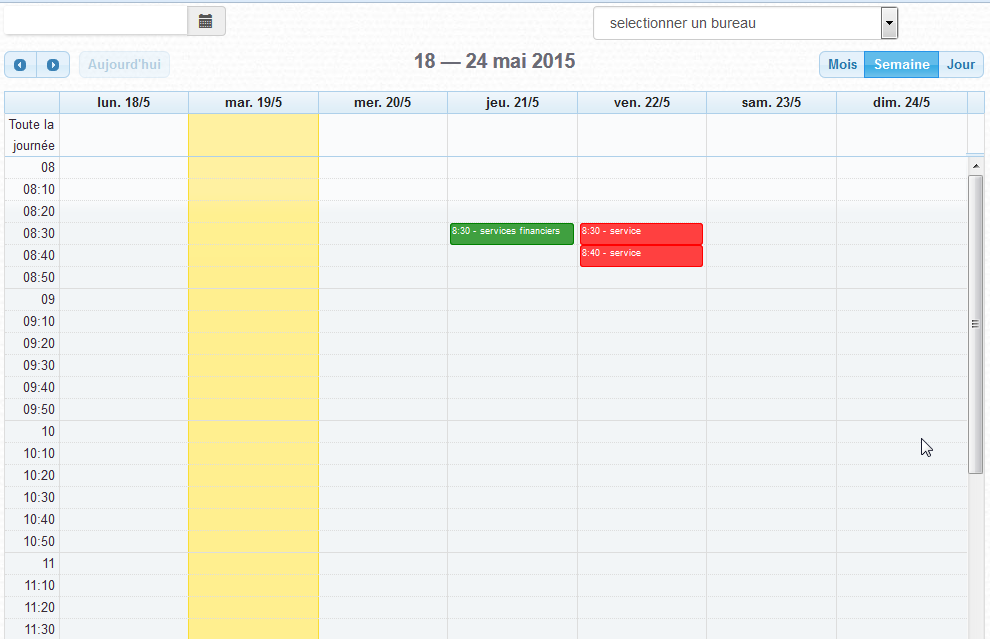 selectionner un bureau
Aujourd'hui
18 — 24 mai 2015
Mois Semaine Jour
lun. 18/5 mar. 19/5 mer. 20/5 jeu. 21/5 ven. 22/5 sam. 23/5 dim. 24/5
Toute la
journée
08
08:10
08:20
08:30 8:30 - services financiers 8:30 - service
08:40 8:40 - service
08:50
09
09:10
09:20
09:30
09:40
09:50
10
10:10
10:20
10:30
10:40
10:50
11
11:10
11:20
11:30